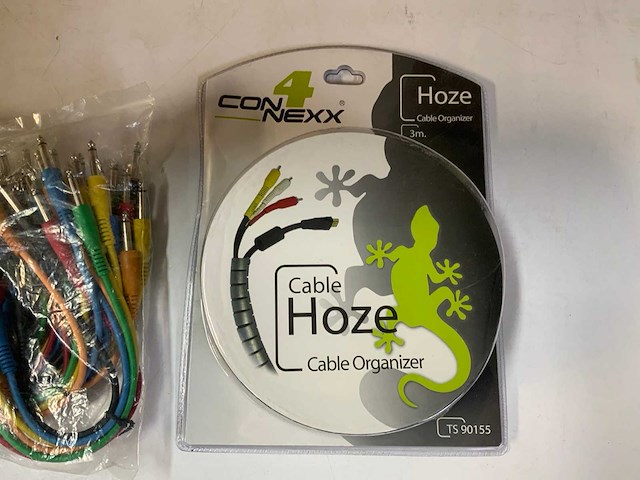 CON4NEXX®
Hoze
Cable Organizer
3m.
Cable
Hoze
Cable Organizer
TS 90155